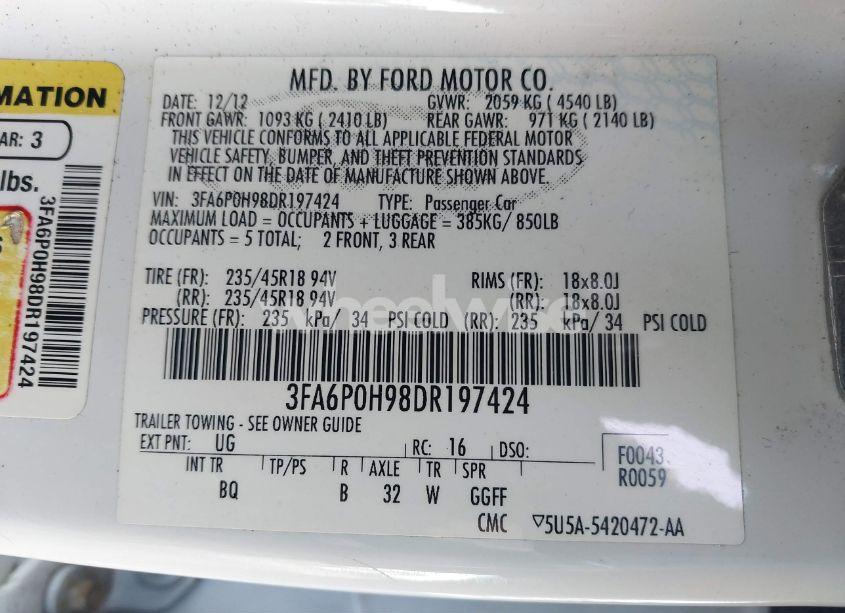 MATION
AR: 3
lbs.
3FA6P0H98DR197424
MFD. BY FORD MOTOR CO.
DATE: 12/12 GVWR: 2059 KG ( 4540 LB)
FRONT GAWR: 1093 KG ( 2410 LB) REAR GAWR: 971 KG ( 2140 LB)
THIS VEHICLE CONFORMS TO ALL APPLICABLE FEDERAL MOTOR
VEHICLE SAFETY, BUMPER, AND THEFT PREVENTION STANDARDS
IN EFFECT ON THE DATE OF MANUFACTURE SHOWN ABOVE.
VIN: 3FA6P0H98DR197424 TYPE: Passenger Car
MAXIMUM LOAD = OCCUPANTS + LUGGAGE = 385KG/ 850LB
OCCUPANTS = 5 TOTAL; 2 FRONT, 3 REAR
TIRE (FR): 235/45R18 94V RIMS (FR): 18x8.0J
(RR): 235/45R18 94V (RR): 18x8.0J
PRESSURE (FR): 235 kPa/ 34 PSI COLD (RR): 235 kPa/ 34 PSI COLD
3FA6P0H98DR197424
TRAILER TOWING - SEE OWNER GUIDE
EXT PNT: UG RC: 16 DSO: F0043
INT TR TP/PS R AXLE TR SPR R0059
BQ B 32 W GGFF
CMC ▽5U5A-5420472-AA